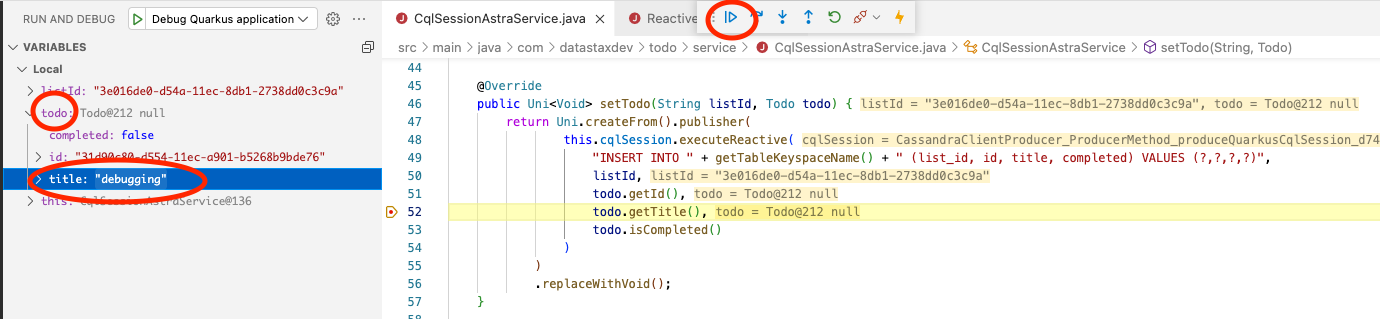 RUN AND DEBUG Debug Quarkus application
VARIABLES
Local
listId: "3e016de0-d54a-11ec-8db1-2738dd0c3c9a"
todo: Todo@212 null
completed: false
id: "31d90c80-d554-11ec-a901-b5268b9bde76"
title: "debugging"
this: CqlSessionAstraService@136
CqlSessionAstraService.java Reactive
src > main > java > com > datastaxdev > todo > service > CqlSessionAstraService.java > CqlSessionAstraService > setTodo(String, Todo)
44
45 @Override
46 public Uni<Void> setTodo(String listId, Todo todo) { listId = "3e016de0-d54a-11ec-8db1-2738dd0c3c9a", todo = Todo@212 null
47 return Uni.createFrom().publisher(
48 this.cqlSession.executeReactive( cqlSession = CassandraClientProducer_ProducerMethod_produceQuarkusCqlSession_d74
49 "INSERT INTO " + getTableKeyspaceName() + " (list_id, id, title, completed) VALUES (?,?,?,?)",
50 listId, listId = "3e016de0-d54a-11ec-8db1-2738dd0c3c9a"
51 todo.getId(), todo = Todo@212 null
52 todo.getTitle(), todo = Todo@212 null
53 todo.isCompleted()
54 )
55 )
56 .replaceWithVoid();
57 }
58